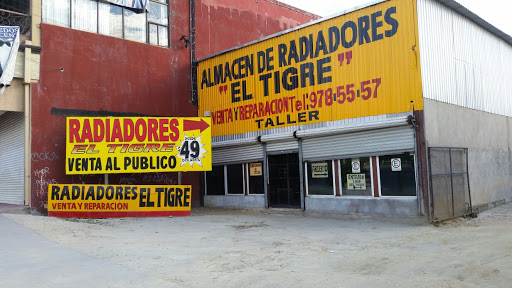 ALMACEN DE RADIADORES
"EL TIGRE"
VENTA Y REPARACION Tel: 978-55-57
TALLER
RADIADORES
EL TIGRE
VENTA AL PUBLICO
49
RADIADORES EL TIGRE
VENTA Y REPARACION